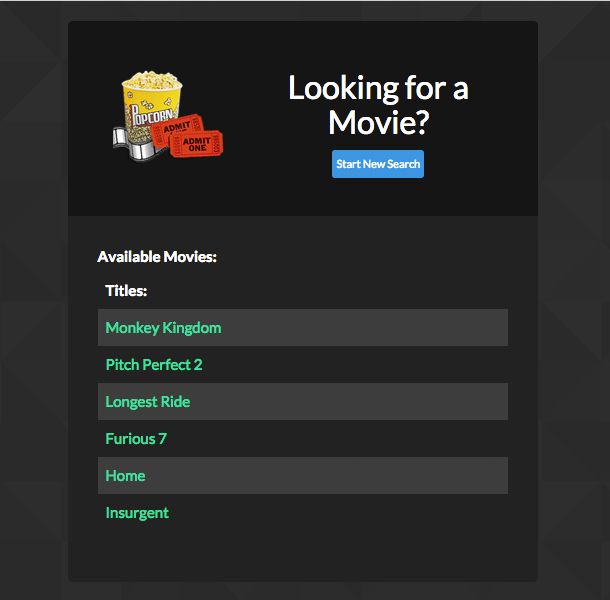 POPCORN
ADMIT
ADMIT
ONE
Looking for a
Movie?
Start New Search
Available Movies:
Titles:
Monkey Kingdom
Pitch Perfect 2
Longest Ride
Furious 7
Home
Insurgent